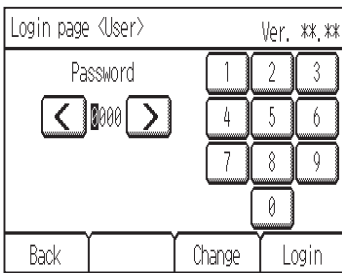 Login page <User> Ver. **.**
Password
0000
1 2 3
4 5 6
7 8 9
0
Back Change Login